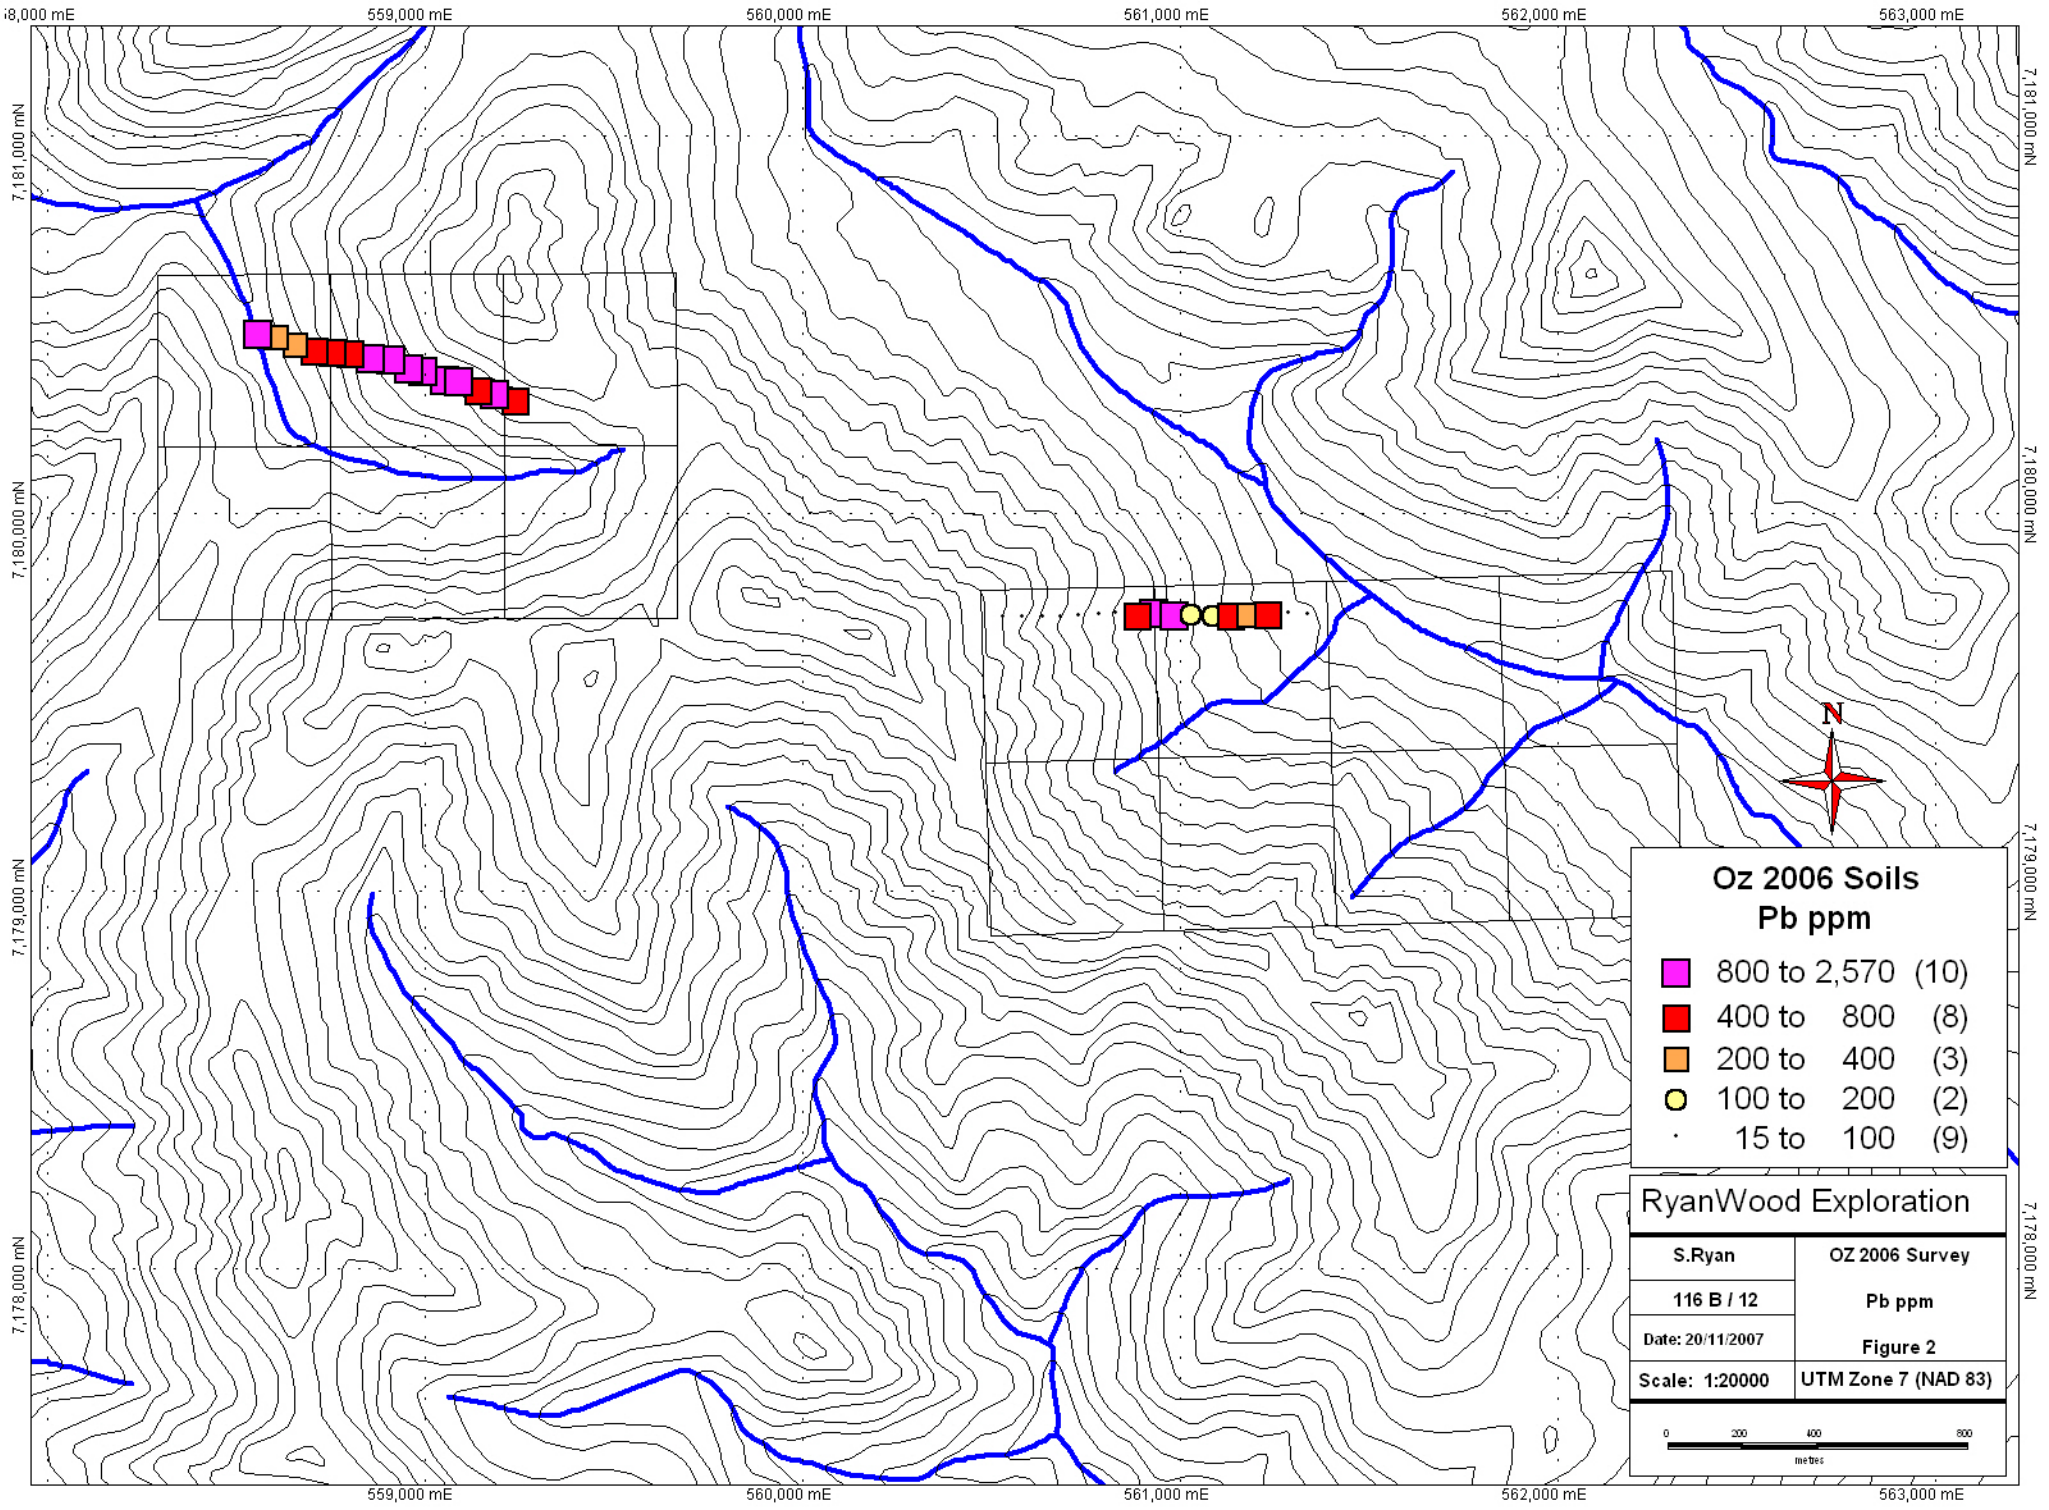 58,000 mE 559,000 mE 560,000 mE 561,000 mE 562,000 mE 563,000 mE
7,181,000 mN 7,181,000 mN
7,180,000 mN 7,180,000 mN
7,179,000 mN 7,179,000 mN
7,178,000 mN 7,178,000 mN
N
Oz 2006 Soils
Pb ppm
800 to 2,570 (10)
400 to 800 (8)
200 to 400 (3)
100 to 200 (2)
15 to 100 (9)
RyanWood Exploration
S.Ryan OZ 2006 Survey
116 B / 12 Pb ppm
Date: 20/11/2007 Figure 2
Scale: 1:20000 UTM Zone 7 (NAD 83)
0 200 400 800
metres
559,000 mE 560,000 mE 561,000 mE 562,000 mE 563,000 mE